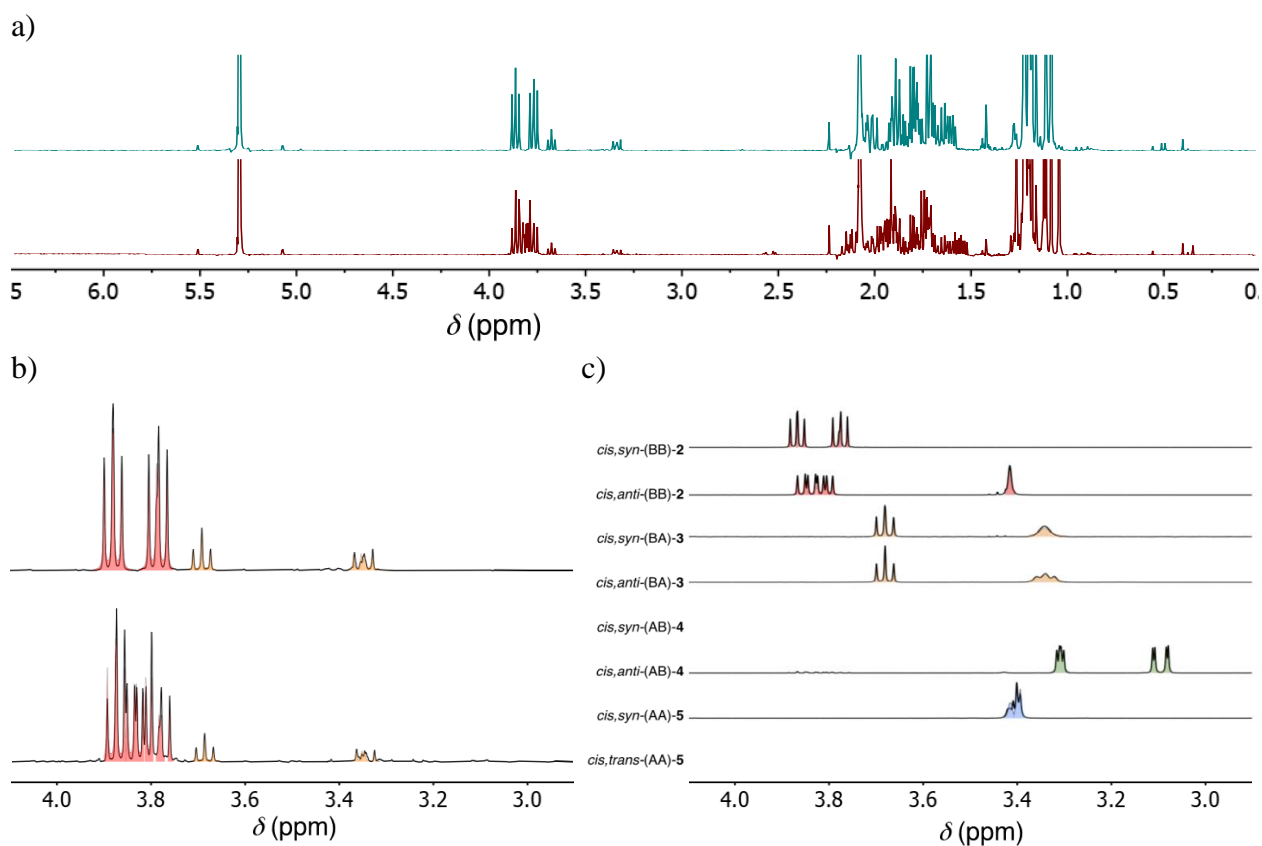 a)
5 6.0 5.5 5.0 4.5 4.0 3.5 3.0 2.5 2.0 1.5 1.0 0.5 0.
δ (ppm)
b)
c)
cis,syn-(BB)-2
cis,anti-(BB)-2
cis,syn-(BA)-3
cis,anti-(BA)-3
cis,syn-(AB)-4
cis,anti-(AB)-4
cis,syn-(AA)-5
cis,trans-(AA)-5
4.0 3.8 3.6 3.4 3.2 3.0
δ (ppm)
4.0 3.8 3.6 3.4 3.2 3.0
δ (ppm)